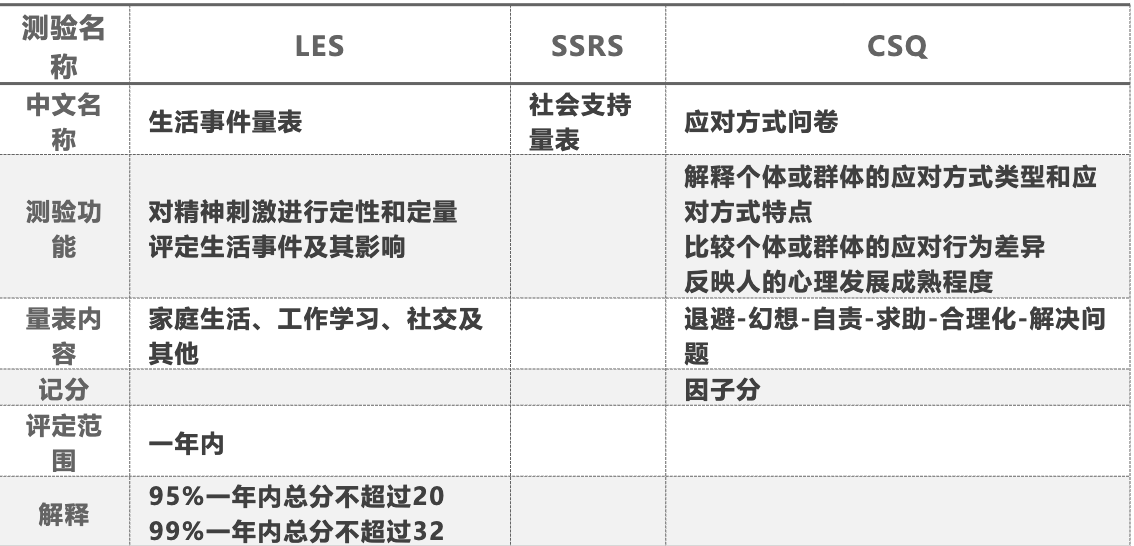 测验名
称
LES
SSRS
CSQ
中文名
称
生活事件量表
社会支持
量表
应对方式问卷
测验功
能
对精神刺激进行定性和定量
评定生活事件及其影响
解释个体或群体的应对方式类型和应
对方式特点
比较个体或群体的应对行为差异
反映人的心理发展成熟程度
量表内
容
家庭生活、工作学习、社交及
其他
退避-幻想-自责-求助-合理化-解决问
题
记分
因子分
评定范
围
一年内
解释
95%一年内总分不超过20
99%一年内总分不超过32